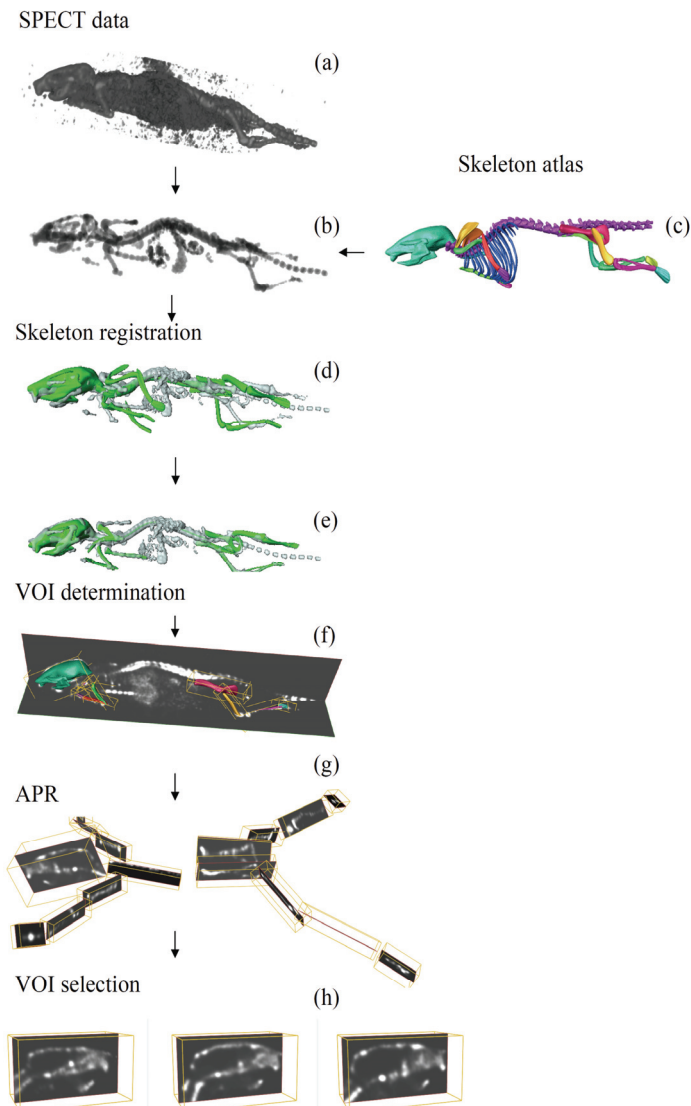 SPECT data
(a)
Skeleton atlas
(b)
(c)
Skeleton registration
(d)
(e)
VOI determination
(f)
(g)
APR
VOI selection
(h)